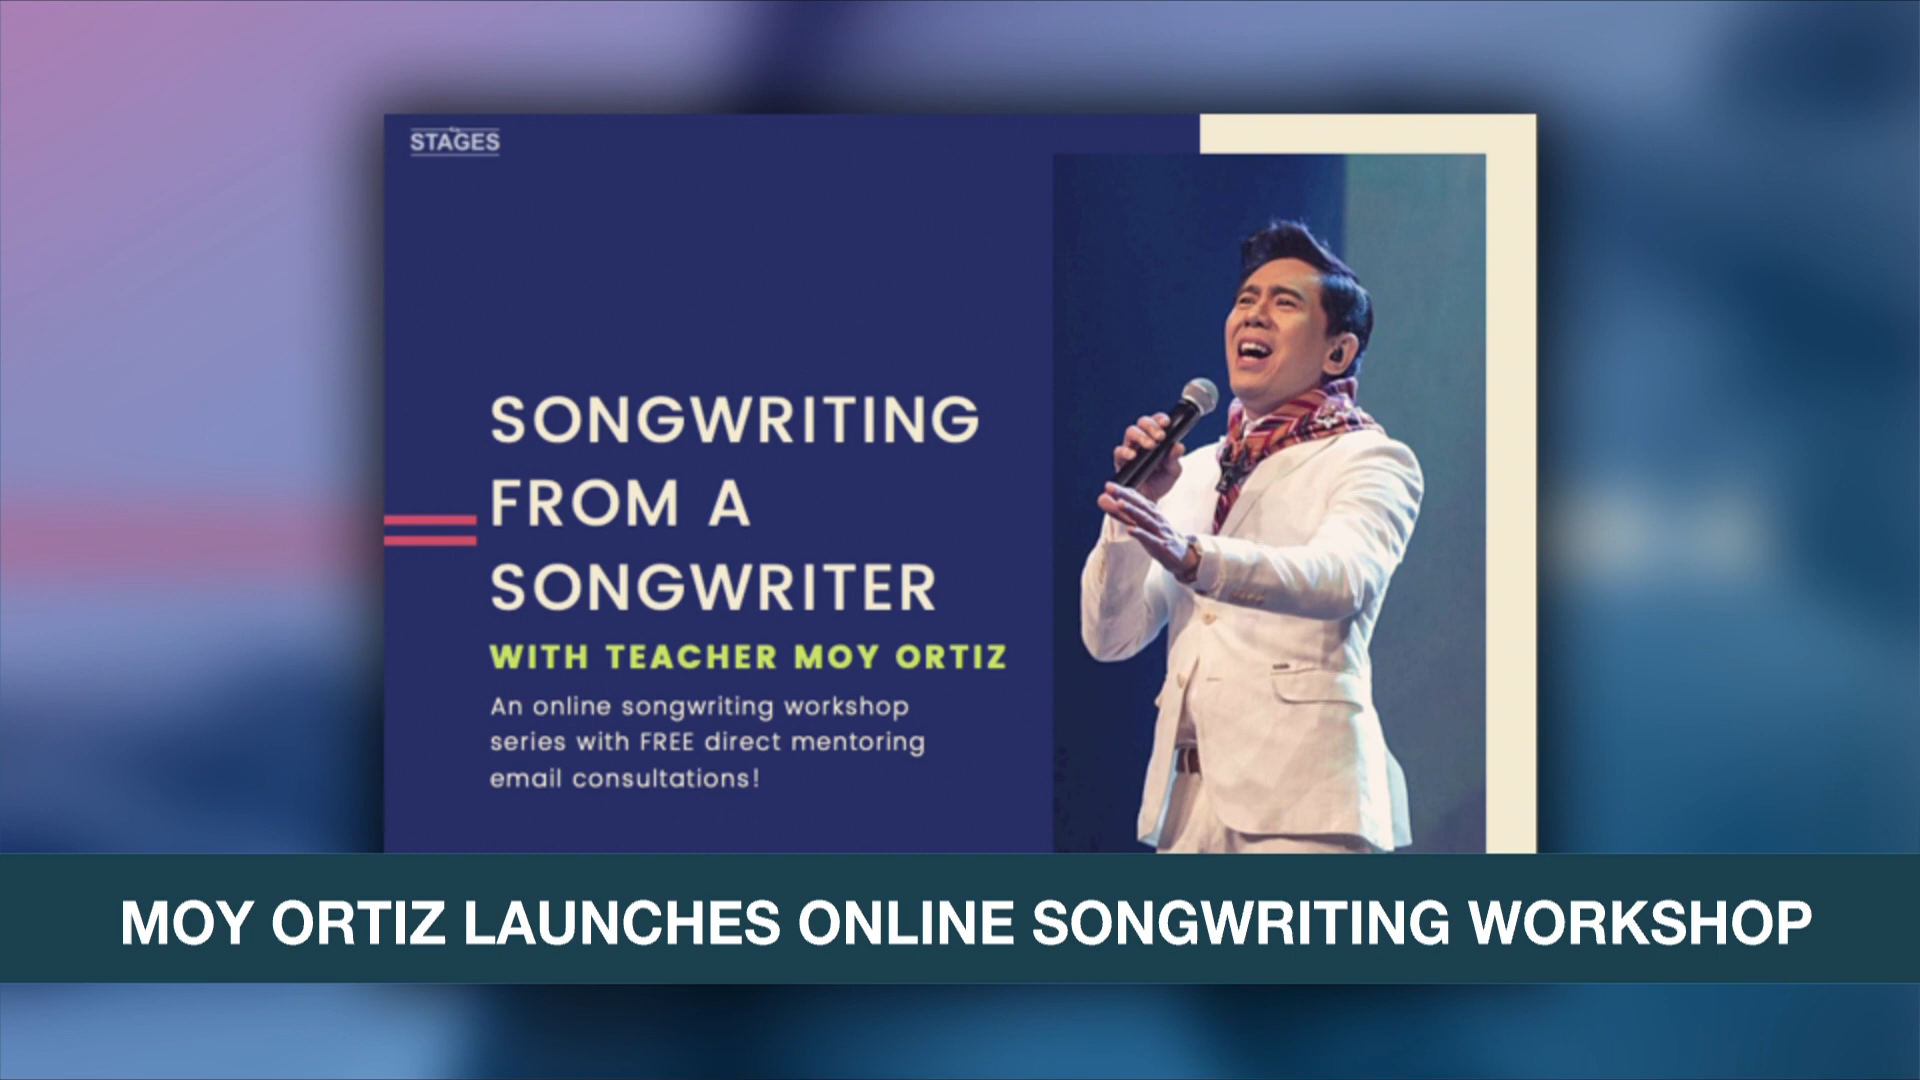 STAGES
SONGWRITING
FROM A
SONGWRITER
WITH TEACHER MOY ORTIZ
An online songwriting workshop
series with FREE direct mentoring
email consultations!
MOY ORTIZ LAUNCHES ONLINE SONGWRITING WORKSHOP